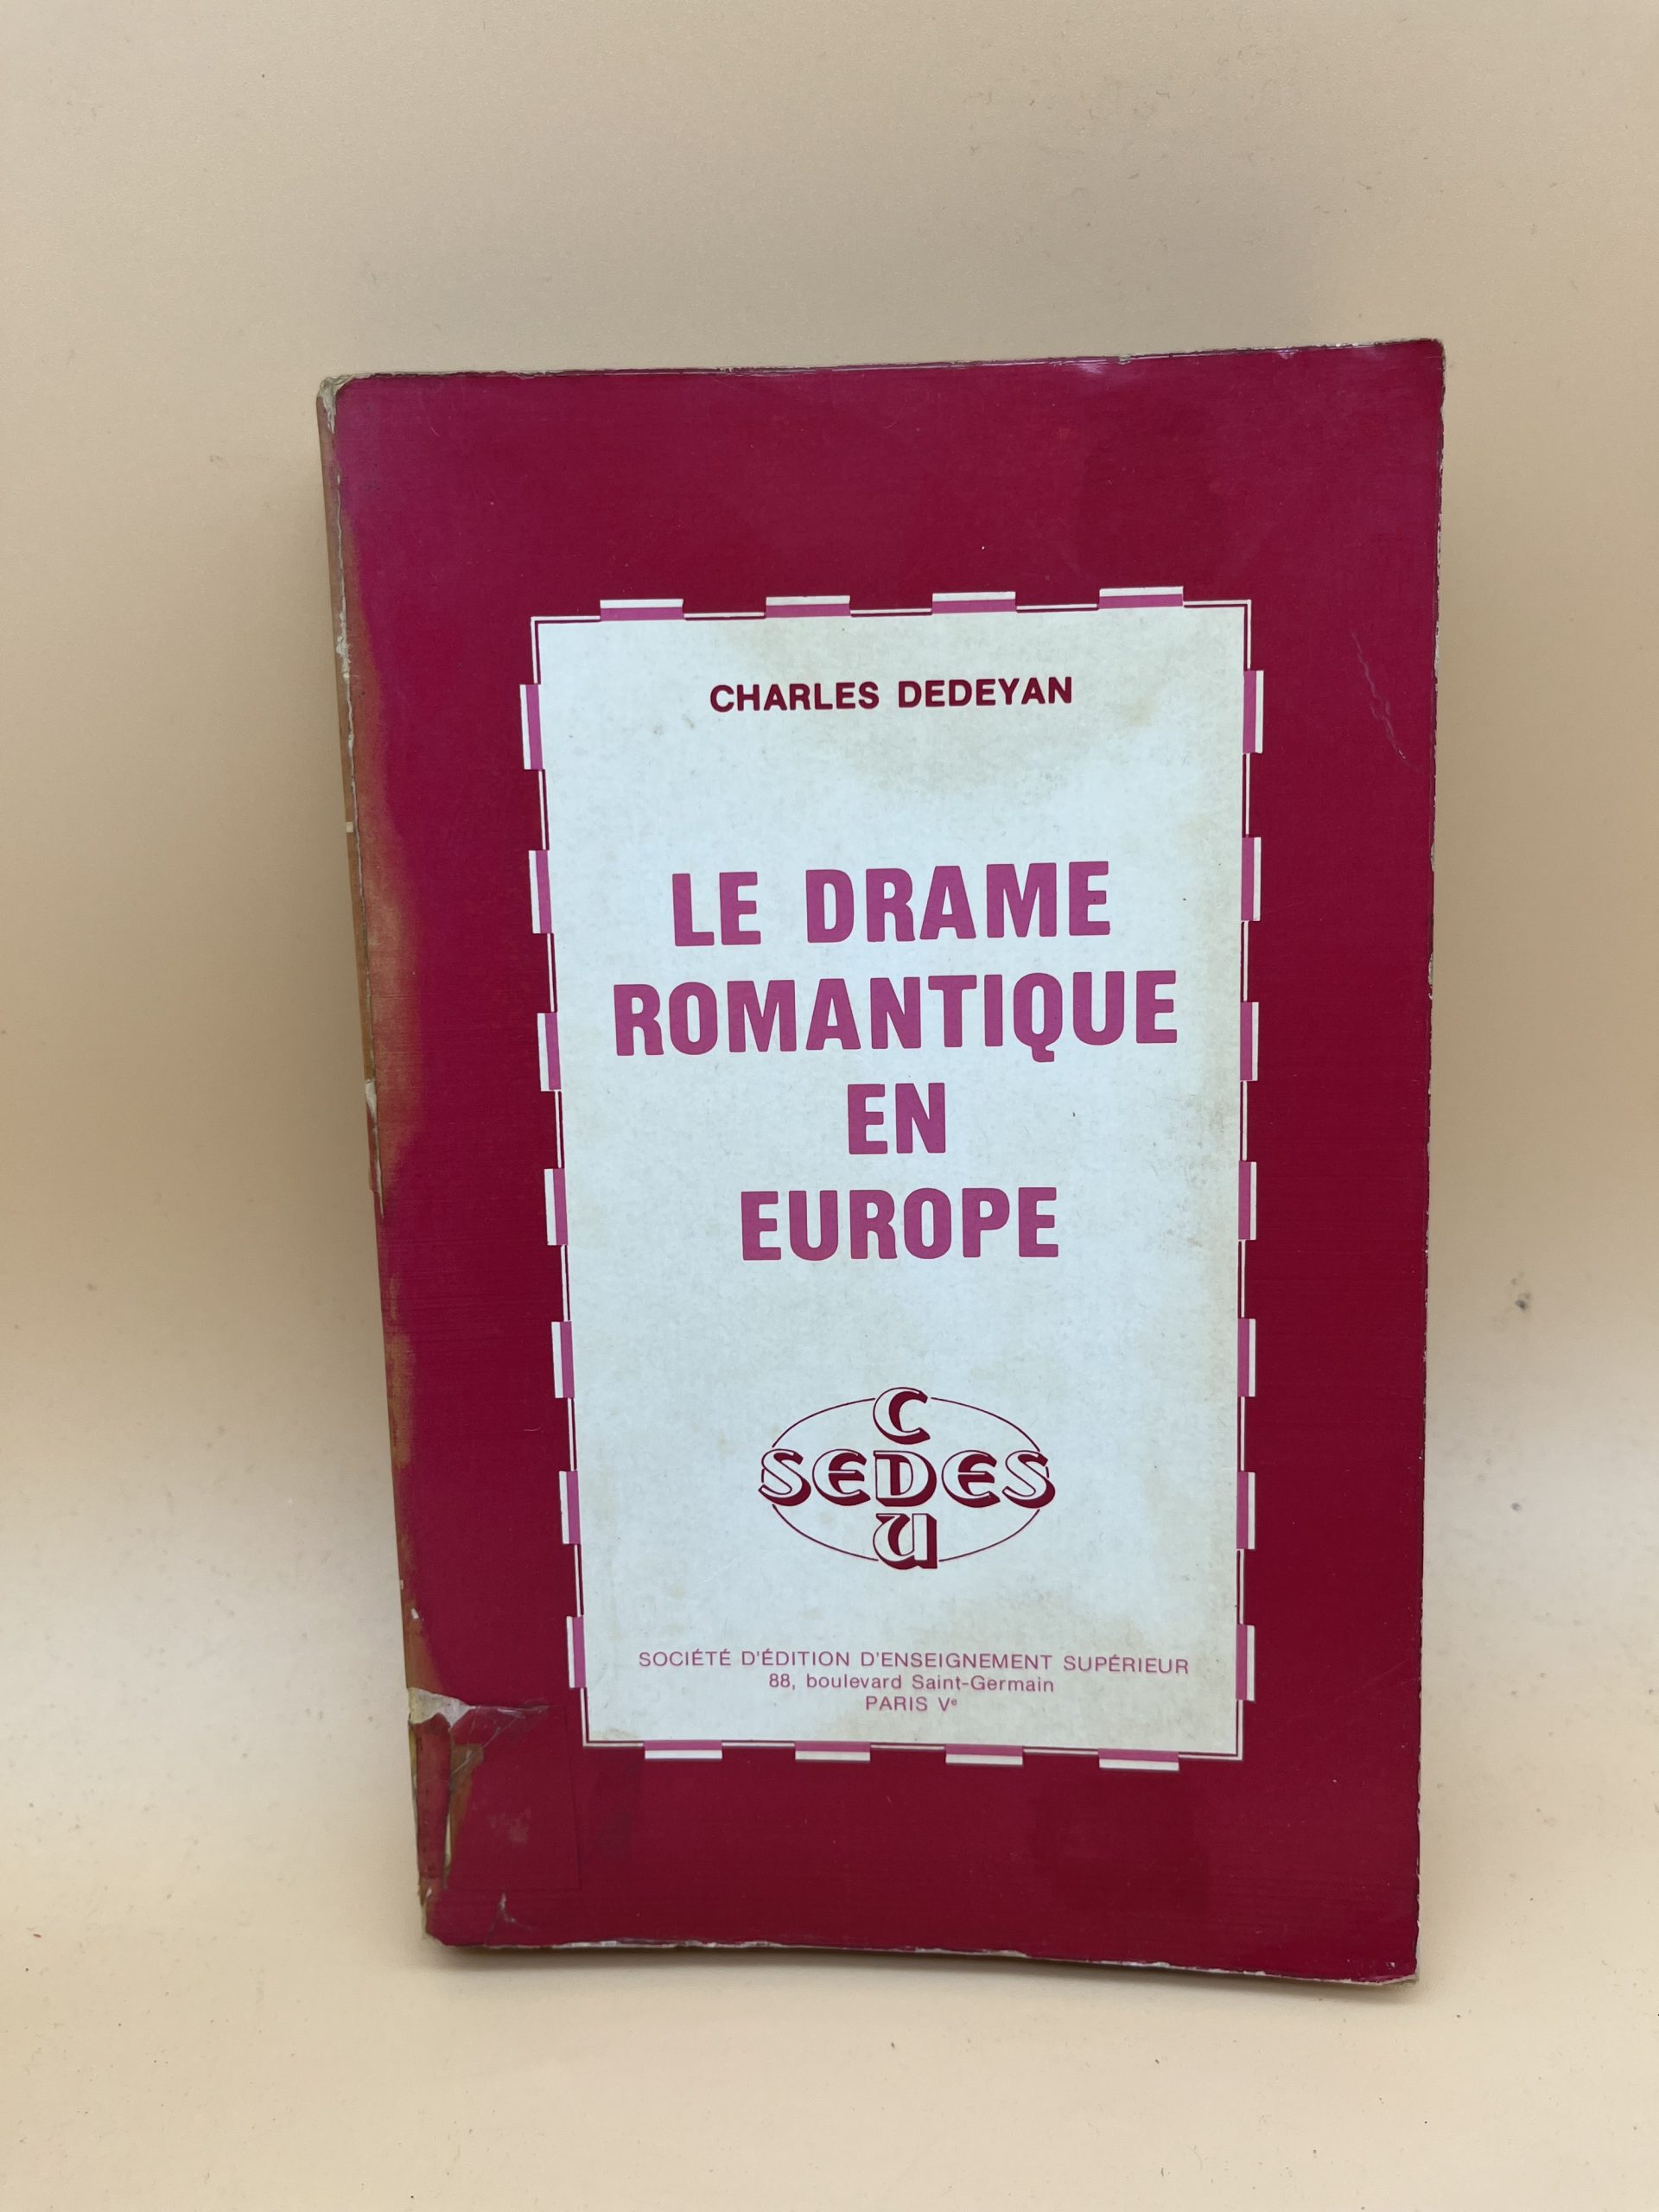 CHARLES DEDEYAN
LE DRAME
ROMANTIQUE
EN
EUROPE
C
SEDES
U
SOCIÉTÉ D'ÉDITION D'ENSEIGNEMENT SUPÉRIEUR
88, boulevard Saint-Germain
PARIS Vᵉ